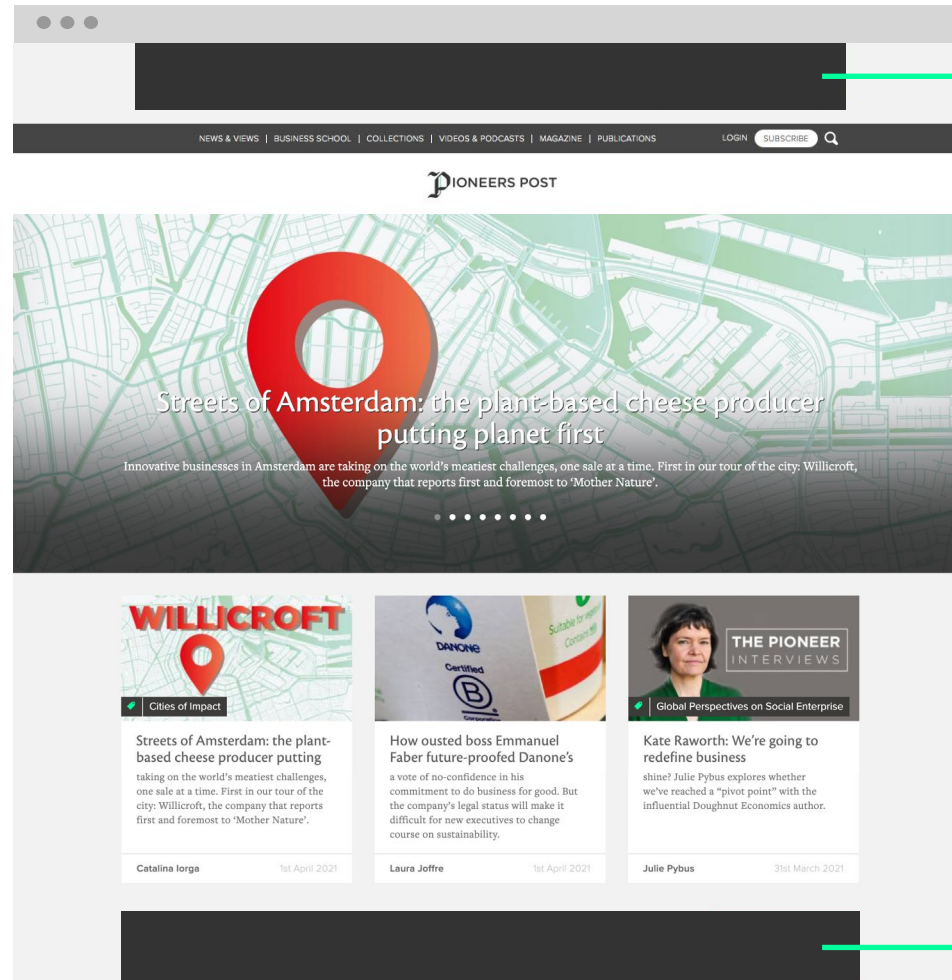 NEWS & VIEWS | BUSINESS SCHOOL | COLLECTIONS | VIDEOS & PODCASTS | MAGAZINE | PUBLICATIONS LOGIN SUBSCRIBE
PIONEERS POST
Streets of Amsterdam: the plant-based cheese producer
putting planet first
Innovative businesses in Amsterdam are taking on the world's meatiest challenges, one sale at a time. First in our tour of the city: Willicroft,
the company that reports first and foremost to ‘Mother Nature’.
WILLICROFT
Cities of Impact
Streets of Amsterdam: the plant-
based cheese producer putting
taking on the world's meatiest challenges,
one sale at a time. First in our tour of the
city: Willicroft, the company that reports
first and foremost to ‘Mother Nature’.
Catalina Iorga 1st April 2021
DANONE
Certified
B
Corporation
Suitable for
Contains
How ousted boss Emmanuel
Faber future-proofed Danone's
a vote of no-confidence in his
commitment to do business for good. But
the company's legal status will make it
difficult for new executives to change
course on sustainability.
Laura Joffre 1st April 2021
THE PIONEER
INTERVIEWS
Global Perspectives on Social Enterprise
Kate Raworth: We're going to
redefine business
shine? Julie Pybus explores whether
we've reached a “pivot point” with the
influential Doughnut Economics author.
Julie Pybus 31st March 2021